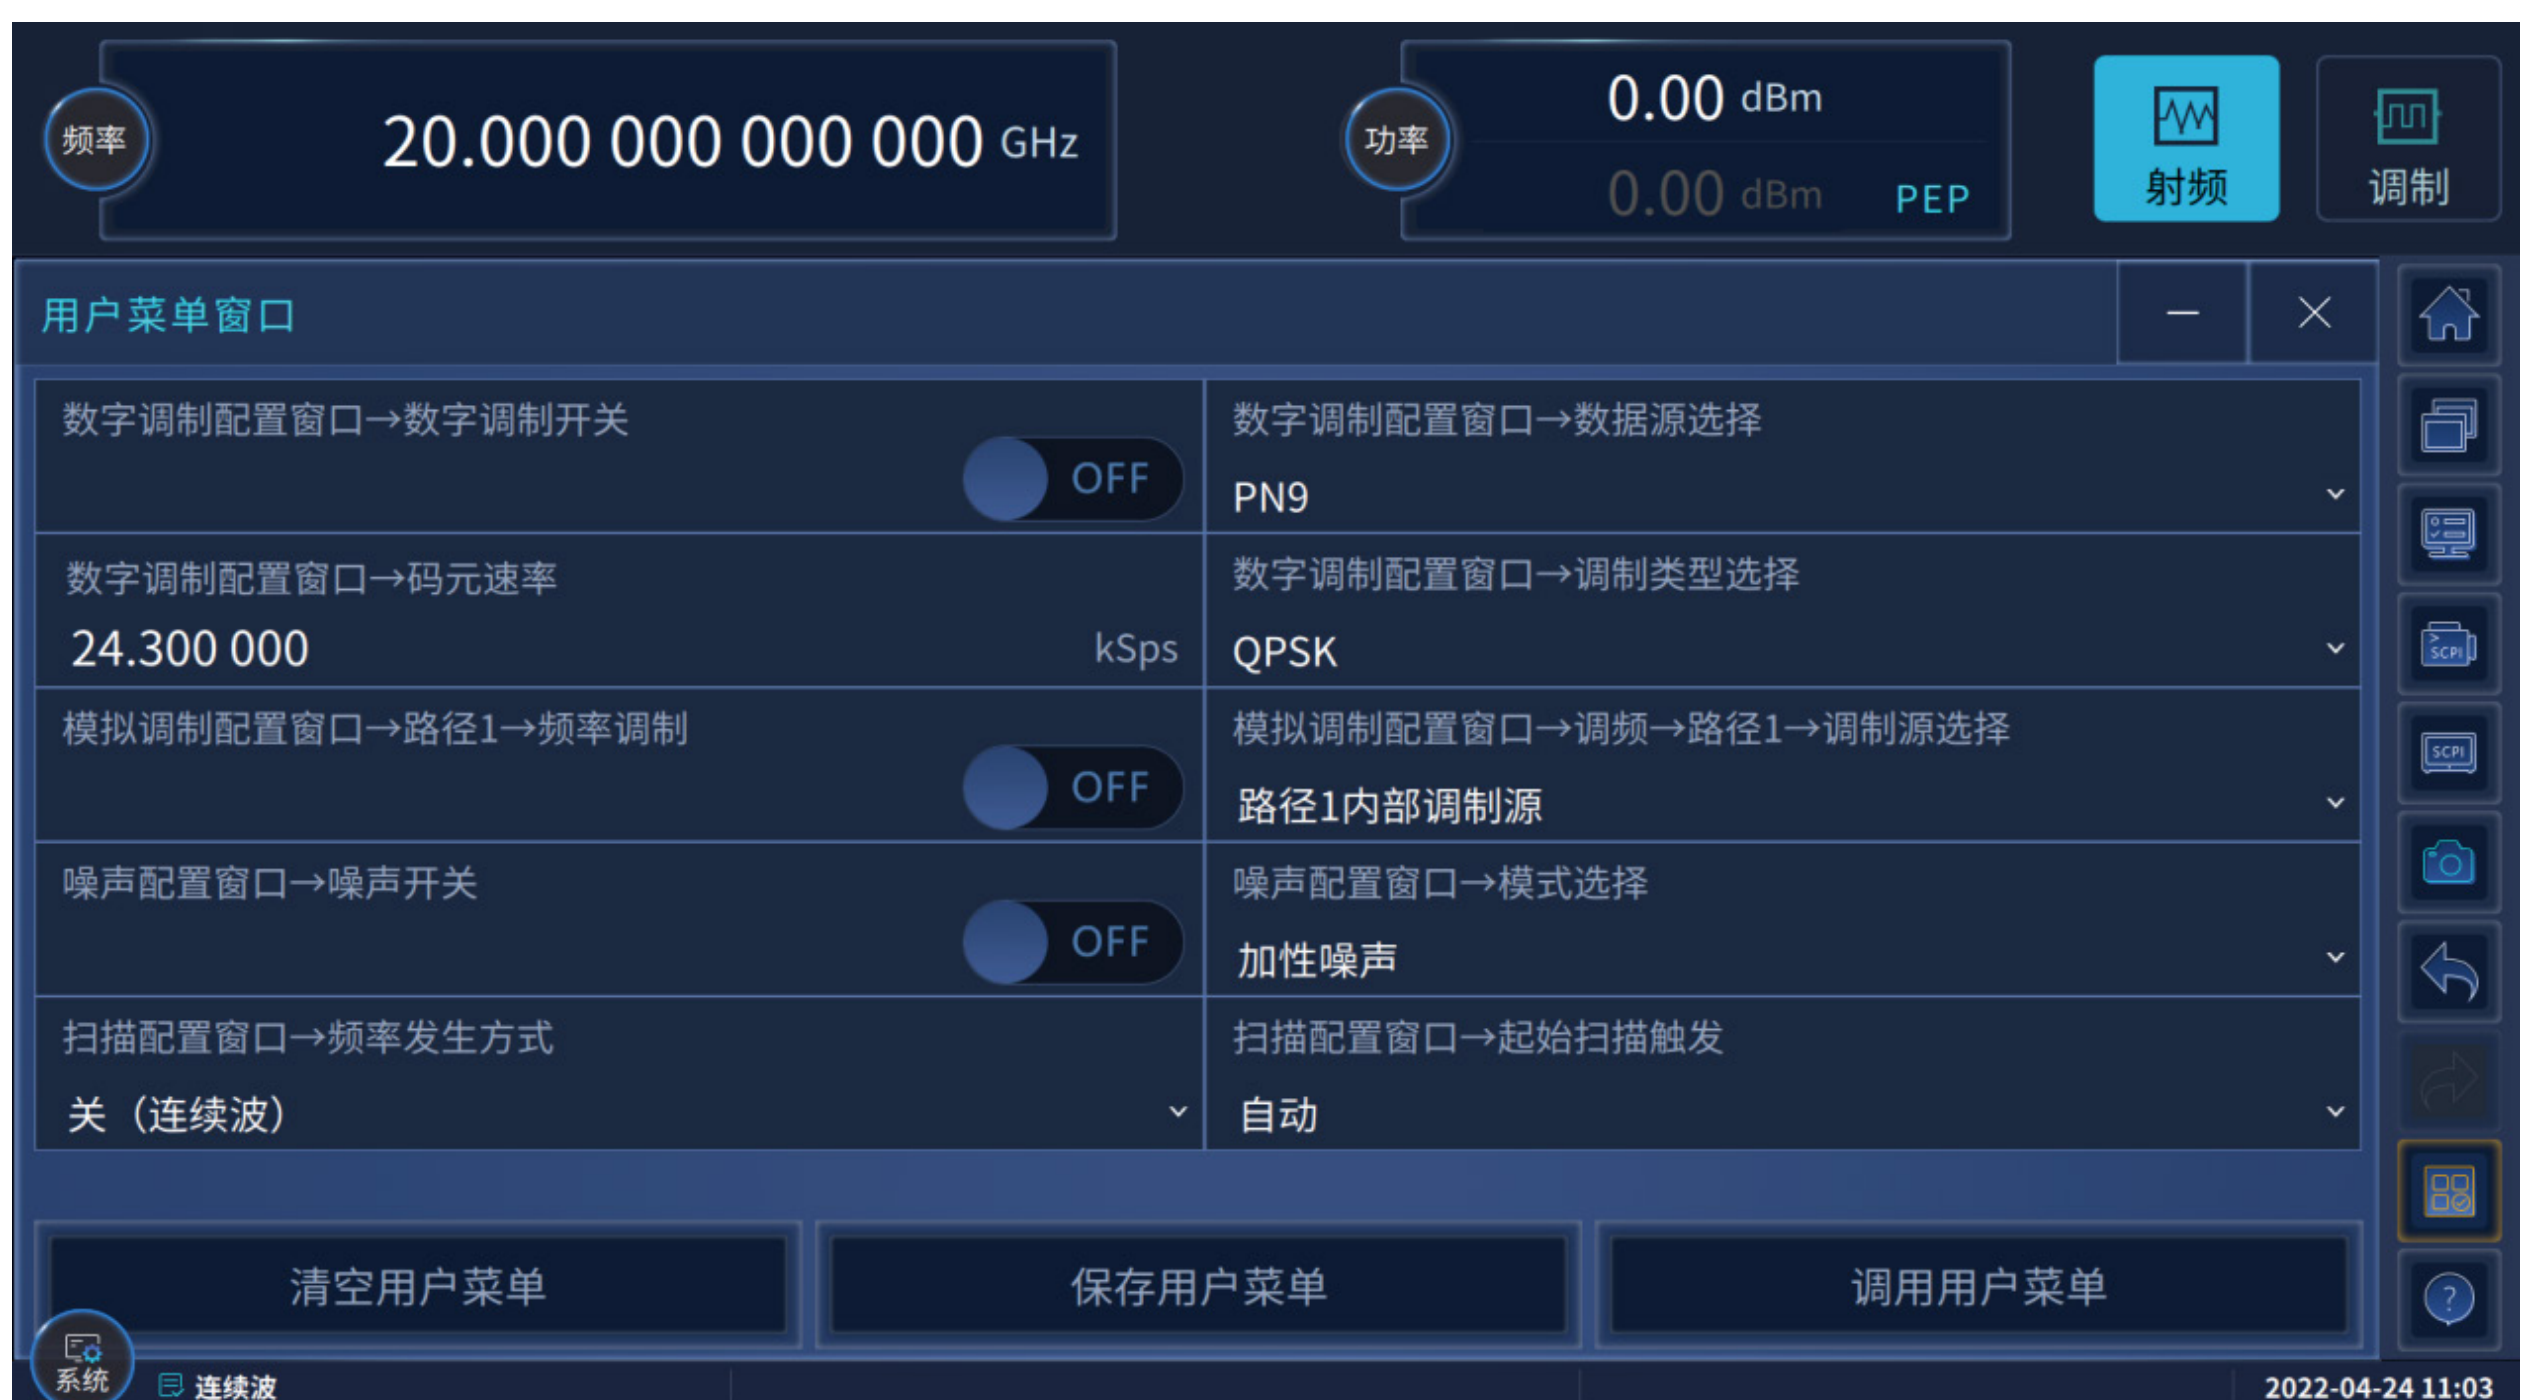 频率
20.000 000 000 000 GHz
功率
0.00 dBm
0.00 dBm PEP
射频
调制
用户菜单窗口
数字调制配置窗口→数字调制开关
OFF
数字调制配置窗口→数据源选择
PN9
数字调制配置窗口→码元速率
24.300 000 kSps
数字调制配置窗口→调制类型选择
QPSK
模拟调制配置窗口→路径1→频率调制
OFF
模拟调制配置窗口→调频→路径1→调制源选择
路径1内部调制源
噪声配置窗口→噪声开关
OFF
噪声配置窗口→模式选择
加性噪声
扫描配置窗口→频率发生方式
关（连续波）
扫描配置窗口→起始扫描触发
自动
>SCPI
SCPI
?
清空用户菜单
保存用户菜单
调用用户菜单
系统
连续波
2022-04-24 11:03